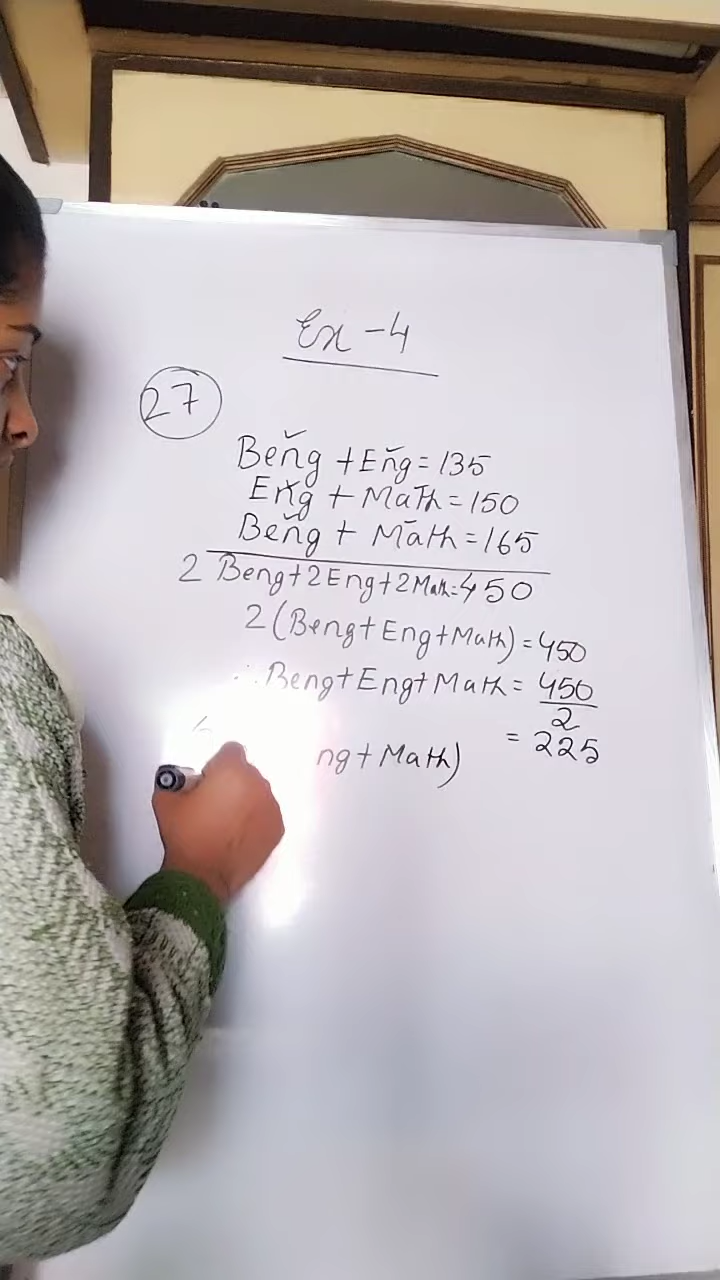 Ex-4
27
Beng + Eng = 135
Eng + Math = 150
Beng + Math = 165
2 Beng + 2 Eng + 2 Math = 450
2 (Beng + Eng + Math) = 450
∴ Beng + Eng + Math = 450/2
= 225
ng + Math)